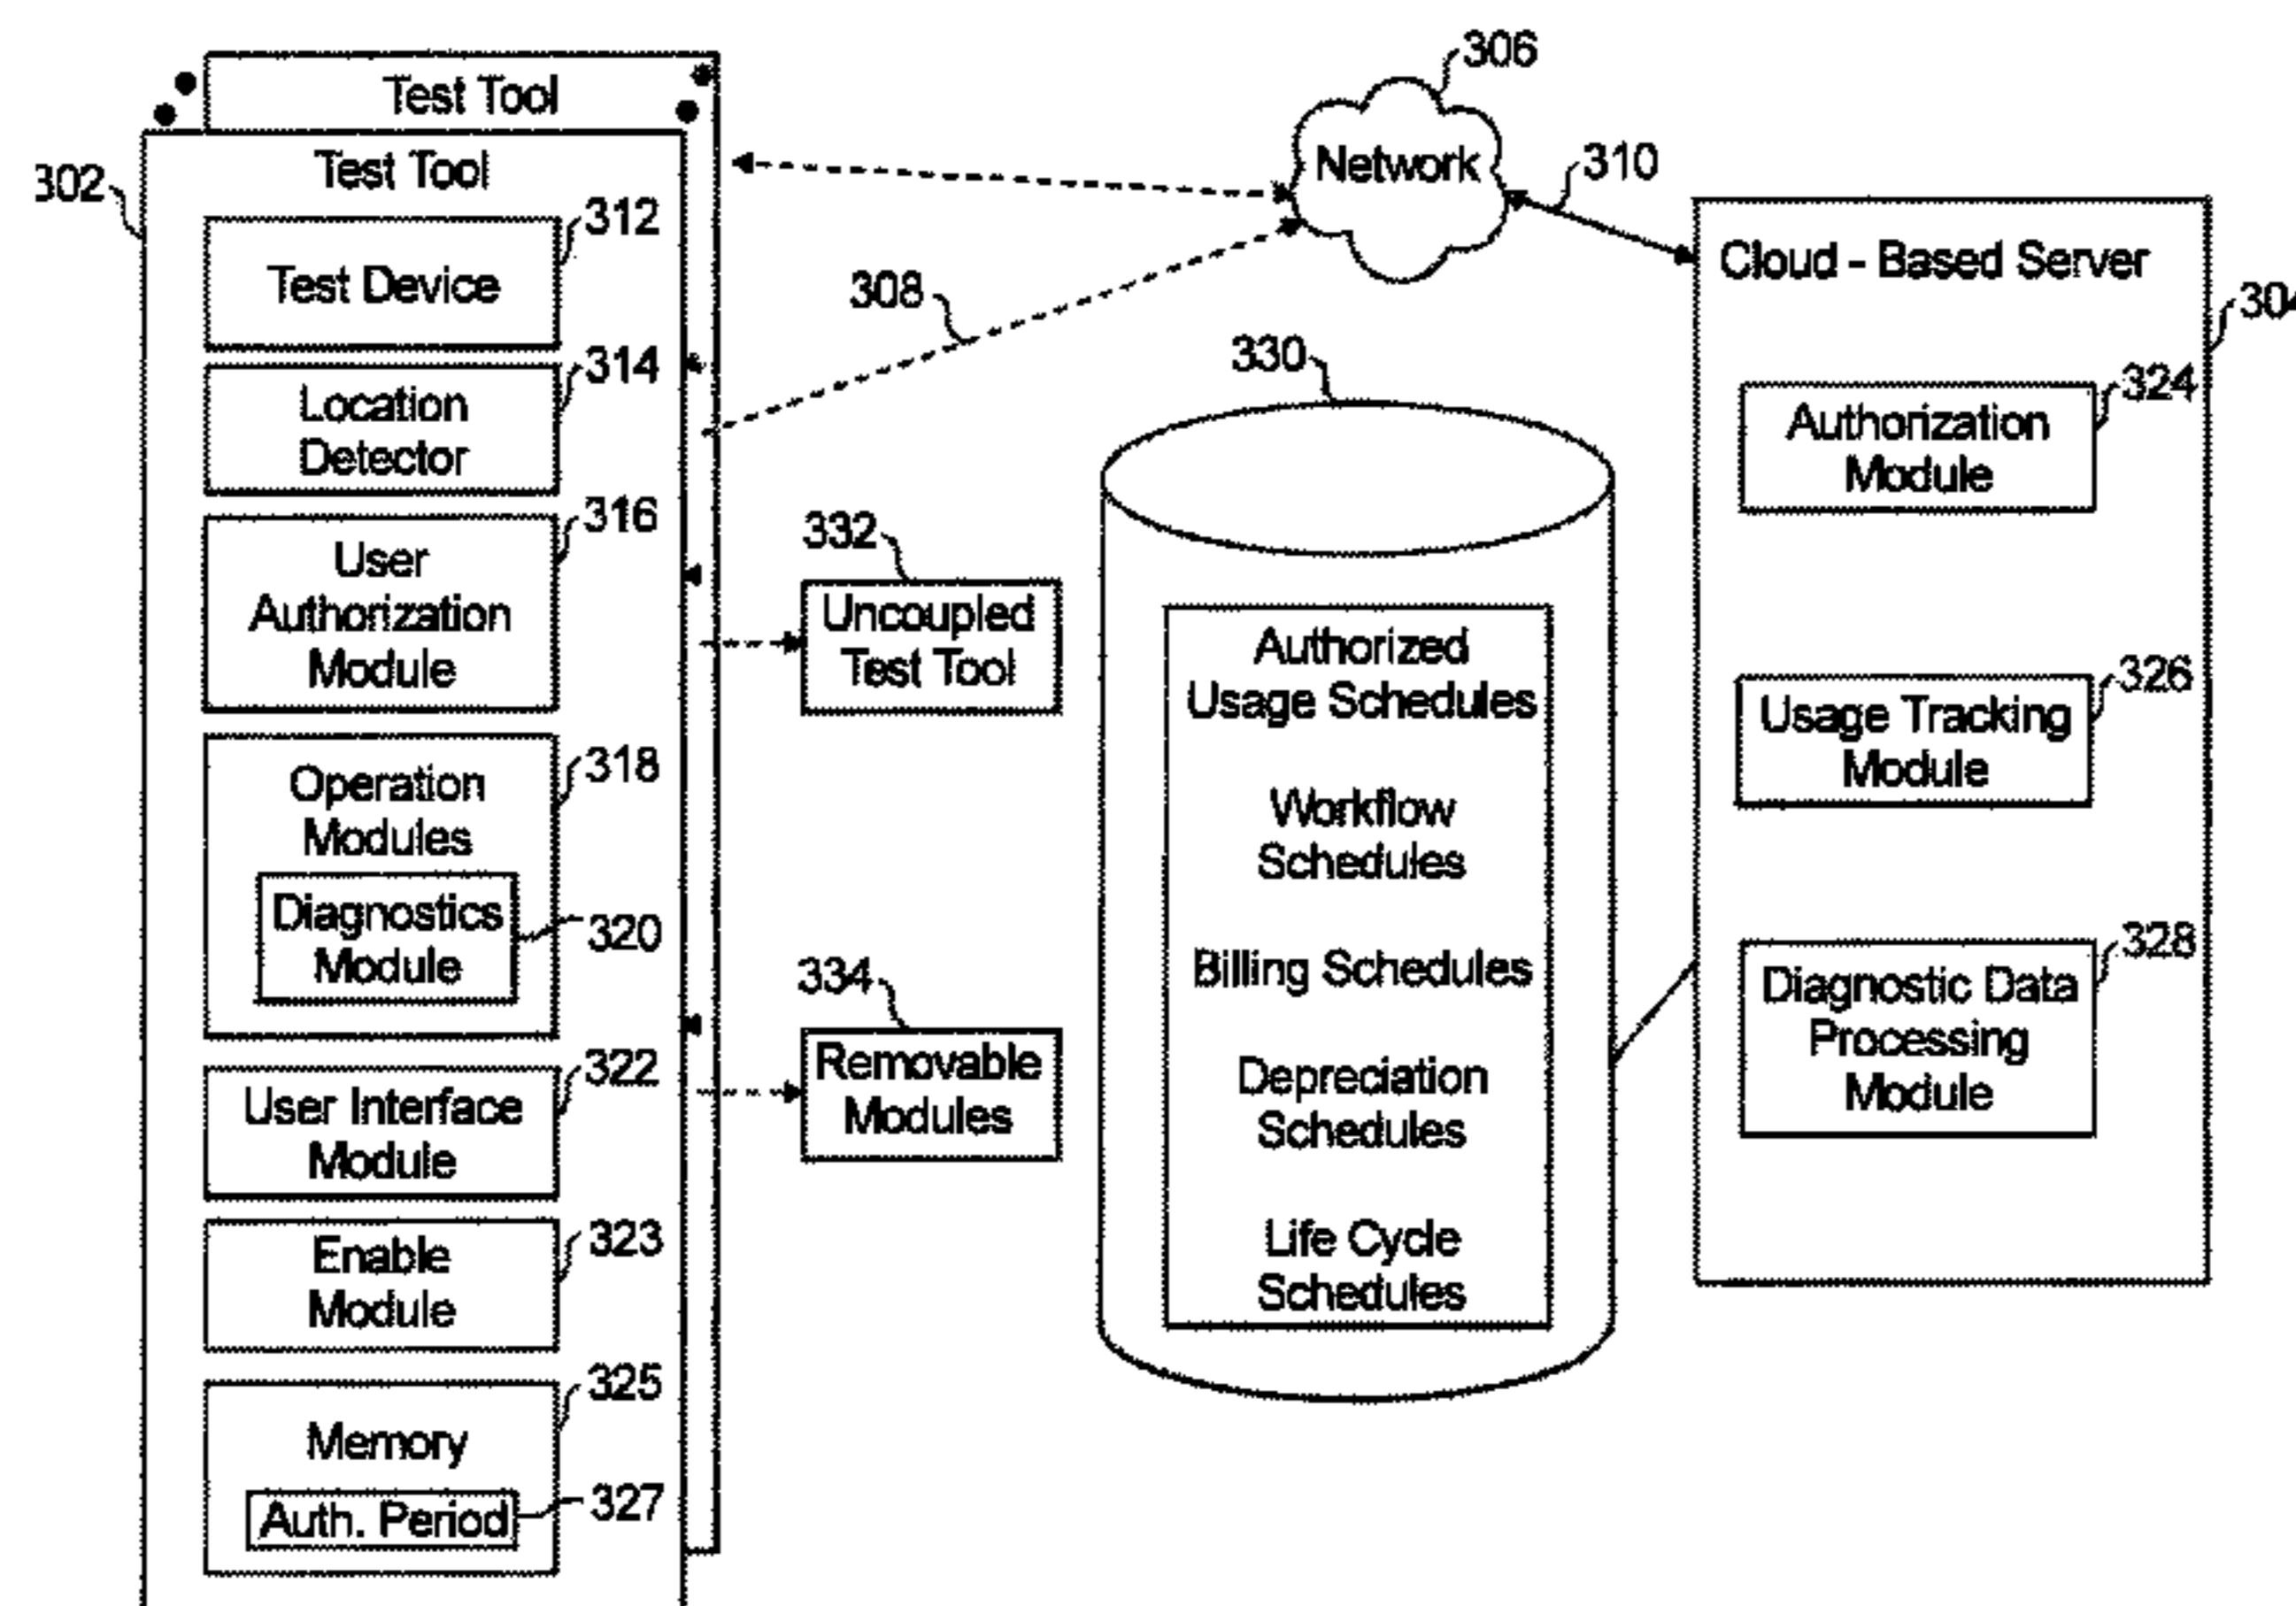 Test Tool
302
Test Tool
312
Test Device
314
Location
Detector
316
User
Authorization
Module
318
Operation
Modules
Diagnostics
Module
320
322
User Interface
Module
323
Enable
Module
325
Memory
Auth. Period
327
306
Network
308
310
332
Uncoupled
Test Tool
334
Removable
Modules
330
Authorized
Usage Schedules
Workflow
Schedules
Billing Schedules
Depreciation
Schedules
Life Cycle
Schedules
Cloud - Based Server
304
324
Authorization
Module
326
Usage Tracking
Module
328
Diagnostic Data
Processing
Module